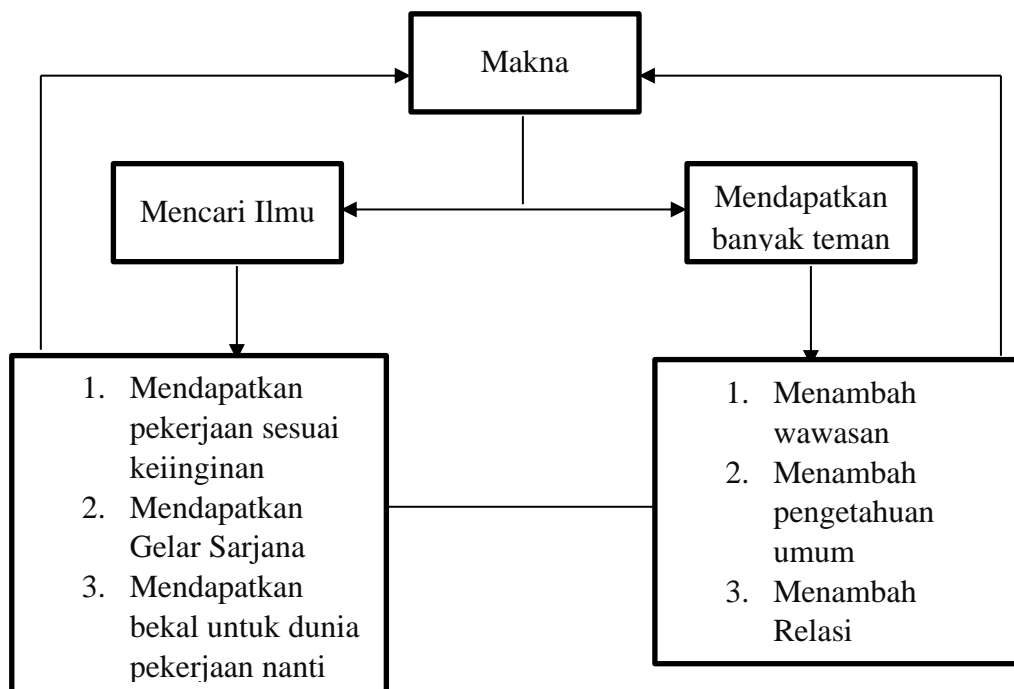 Makna
Mencari Ilmu
Mendapatkan
banyak teman
1. Mendapatkan
pekerjaan sesuai
keiinginan
2. Mendapatkan
Gelar Sarjana
3. Mendapatkan
bekal untuk dunia
pekerjaan nanti
1. Menambah
wawasan
2. Menambah
pengetahuan
umum
3. Menambah
Relasi